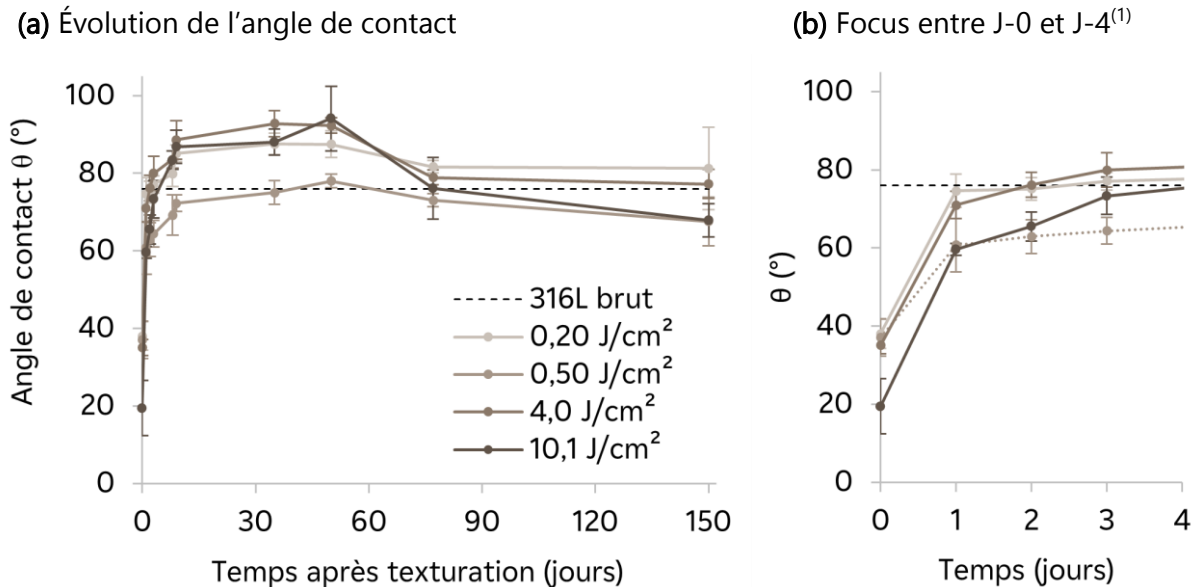 (a) Évolution de l'angle de contact
(b) Focus entre J-0 et J-4⁽¹⁾
Angle de contact θ (°)
100
80
60
40
20
0
0 30 60 90 120 150
Temps après texturation (jours)
316L brut
0,20 J/cm²
0,50 J/cm²
4,0 J/cm²
10,1 J/cm²
θ (°)
100
80
60
40
20
0
0 1 2 3 4
Temps (jours)